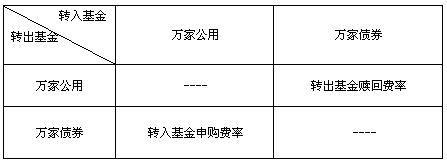 转入基金
转出基金
万家公用
万家债券
万家公用
----
转出基金赎回费率
万家债券
转入基金申购费率
----